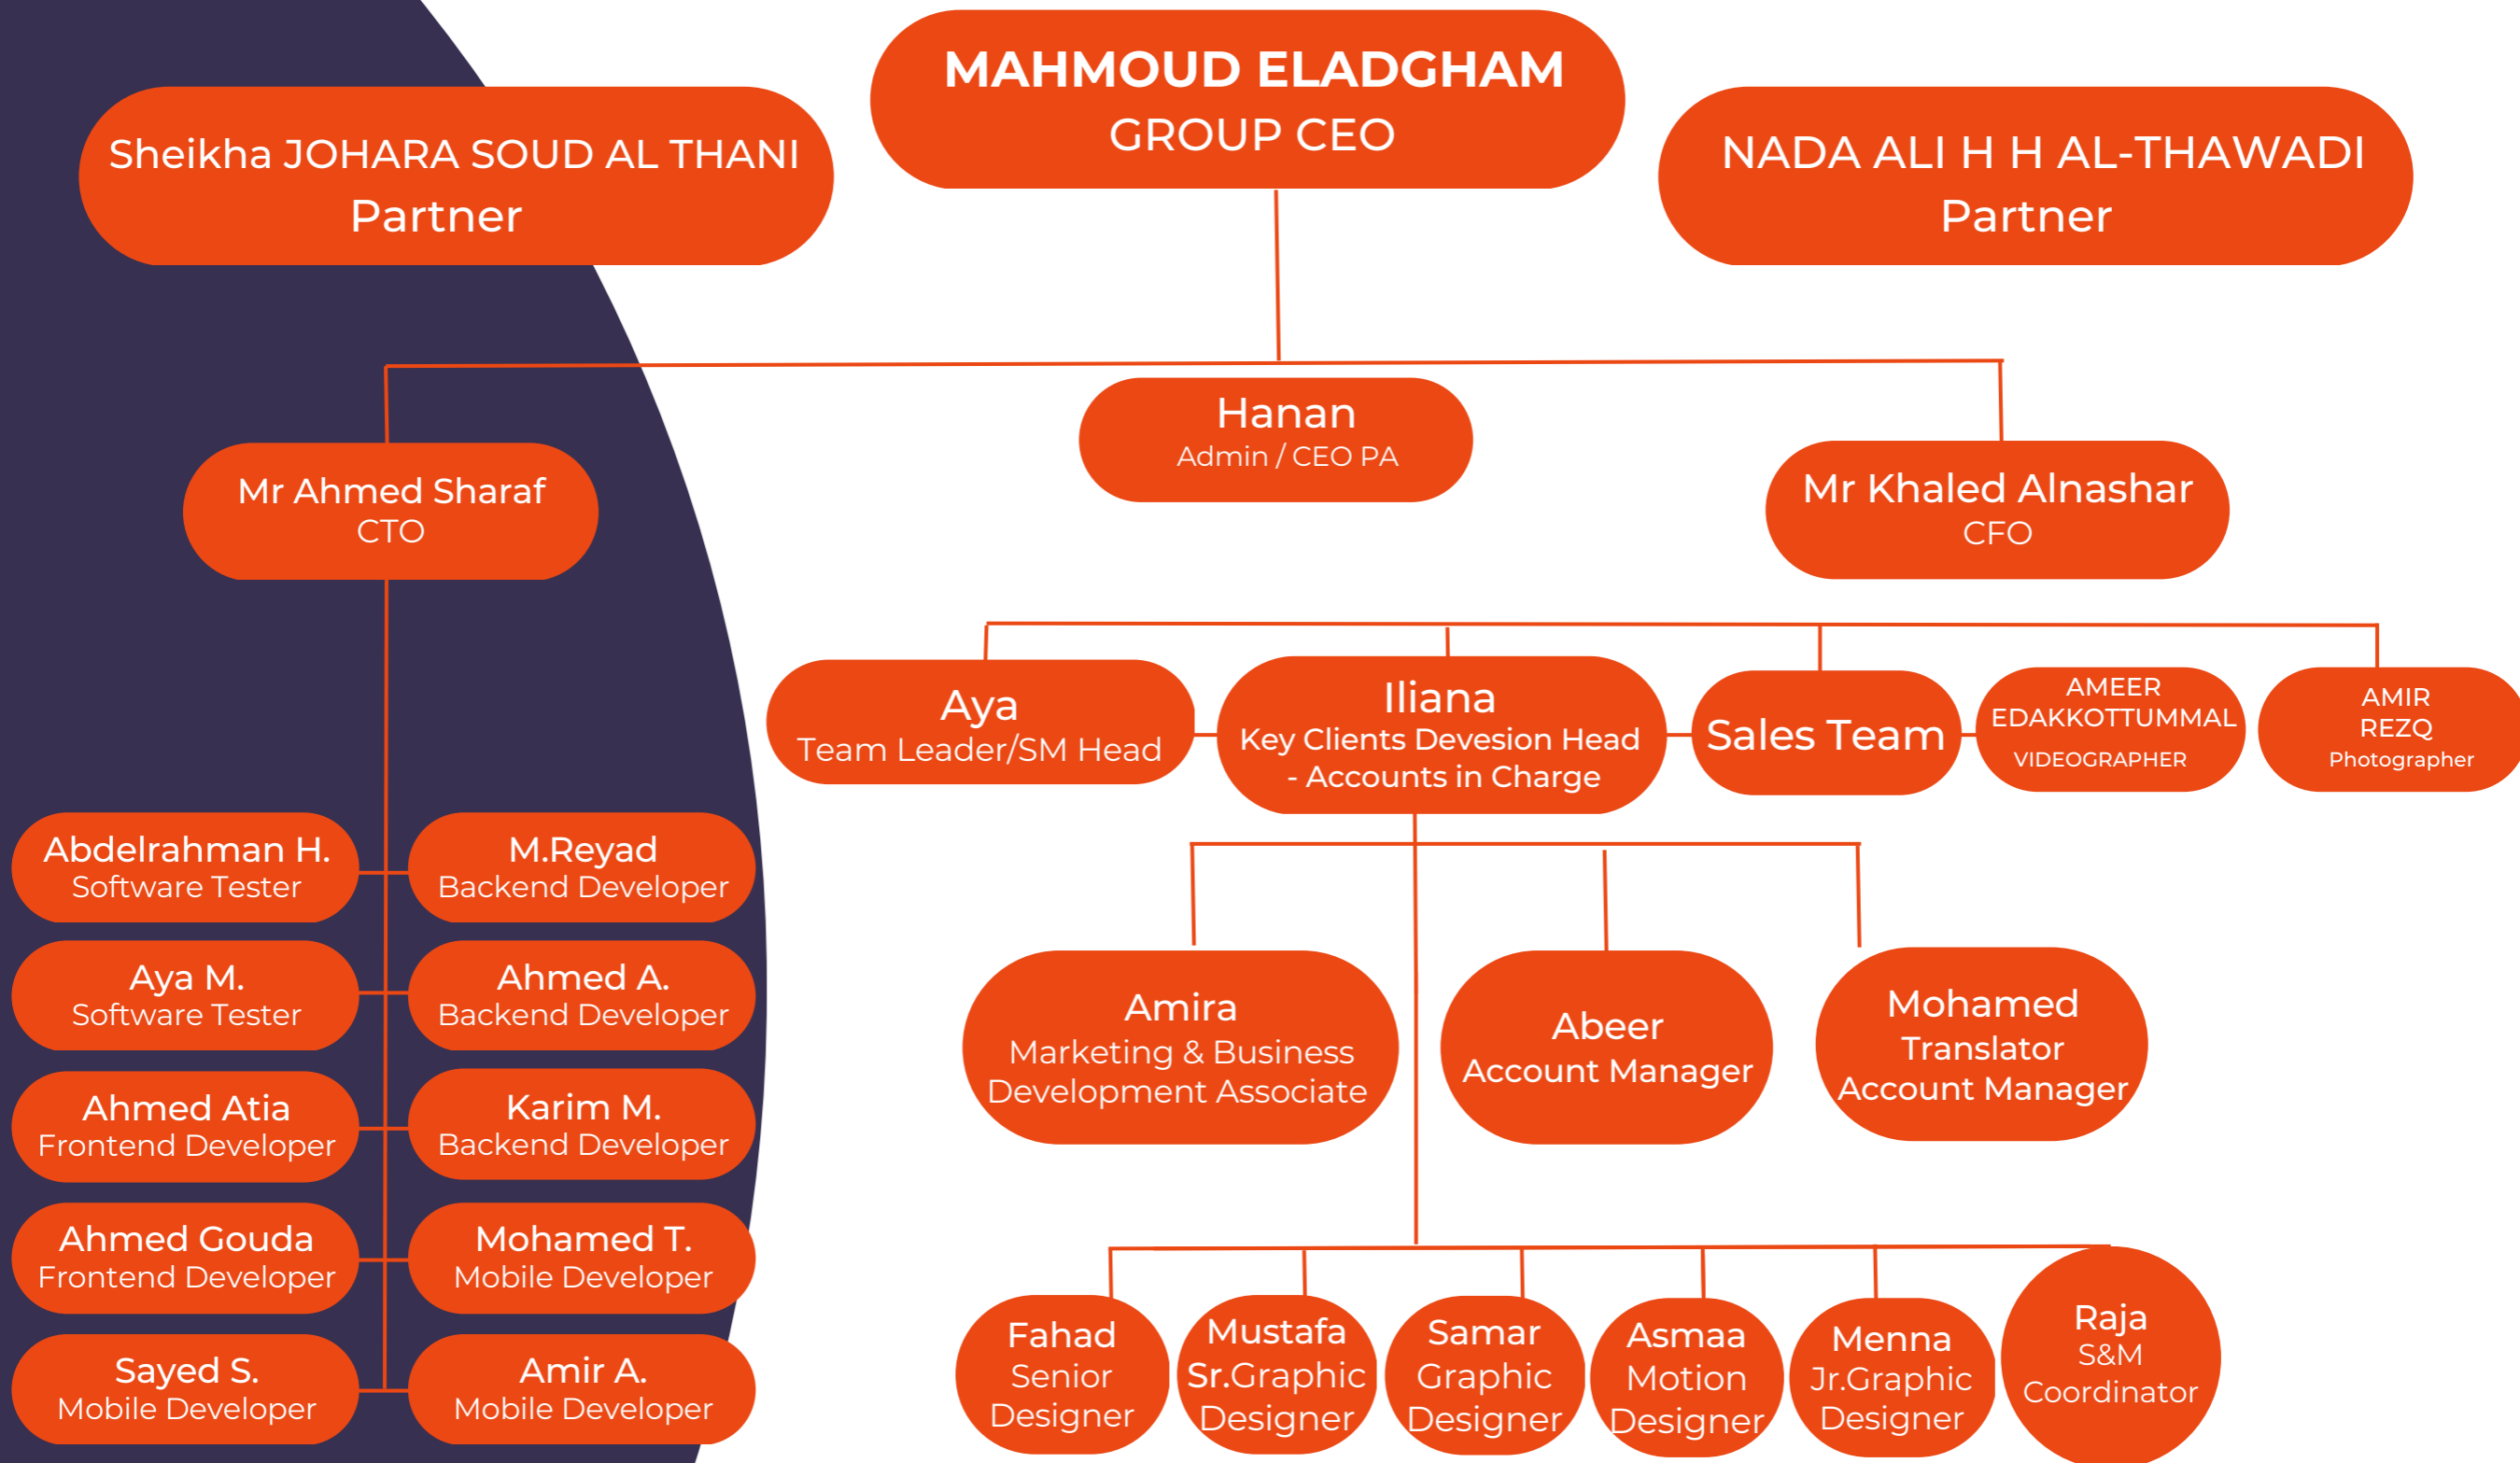 MAHMOUD ELADGHAM
GROUP CEO
Sheikha JOHARA SOUD AL THANI
Partner
NADA ALI H H AL-THAWADI
Partner
Hanan
Admin / CEO PA
Mr Ahmed Sharaf
CTO
Mr Khaled Alnashar
CFO
Aya
Team Leader/SM Head
Iliana
Key Clients Devesion Head
- Accounts in Charge
Sales Team
AMEER
EDAKKOTTUMMAL
VIDEOGRAPHER
AMIR
REZQ
Photographer
Abdelrahman H.
Software Tester
M.Reyad
Backend Developer
Aya M.
Software Tester
Ahmed A.
Backend Developer
Ahmed Atia
Frontend Developer
Karim M.
Backend Developer
Ahmed Gouda
Frontend Developer
Mohamed T.
Mobile Developer
Sayed S.
Mobile Developer
Amir A.
Mobile Developer
Amira
Marketing & Business
Development Associate
Abeer
Account Manager
Mohamed
Translator
Account Manager
Fahad
Senior
Designer
Mustafa
Sr.Graphic
Designer
Samar
Graphic
Designer
Asmaa
Motion
Designer
Menna
Jr.Graphic
Designer
Raja
S&M
Coordinator